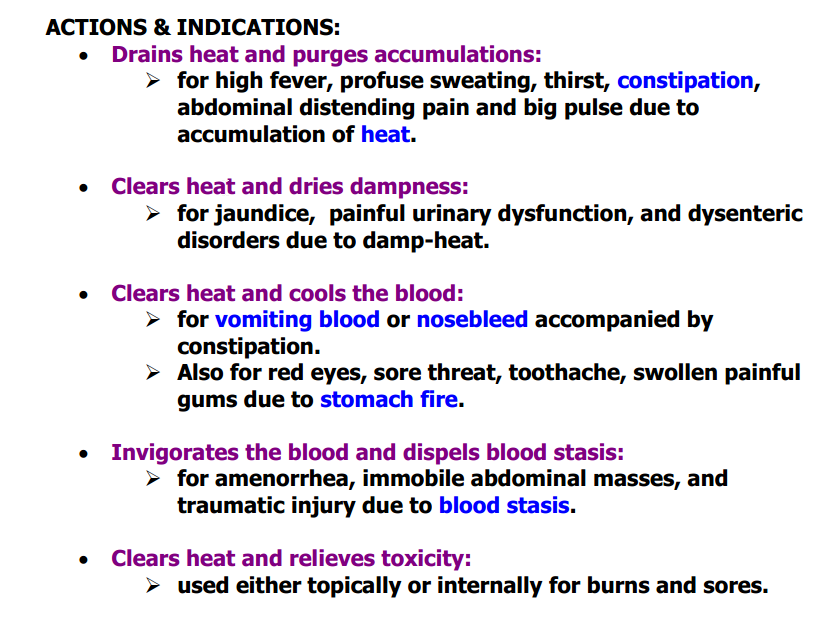 ACTIONS & INDICATIONS:
• Drains heat and purges accumulations:
➢ for high fever, profuse sweating, thirst, constipation,
abdominal distending pain and big pulse due to
accumulation of heat.
• Clears heat and dries dampness:
➢ for jaundice, painful urinary dysfunction, and dysenteric
disorders due to damp-heat.
• Clears heat and cools the blood:
➢ for vomiting blood or nosebleed accompanied by
constipation.
➢ Also for red eyes, sore threat, toothache, swollen painful
gums due to stomach fire.
• Invigorates the blood and dispels blood stasis:
➢ for amenorrhea, immobile abdominal masses, and
traumatic injury due to blood stasis.
• Clears heat and relieves toxicity:
➢ used either topically or internally for burns and sores.